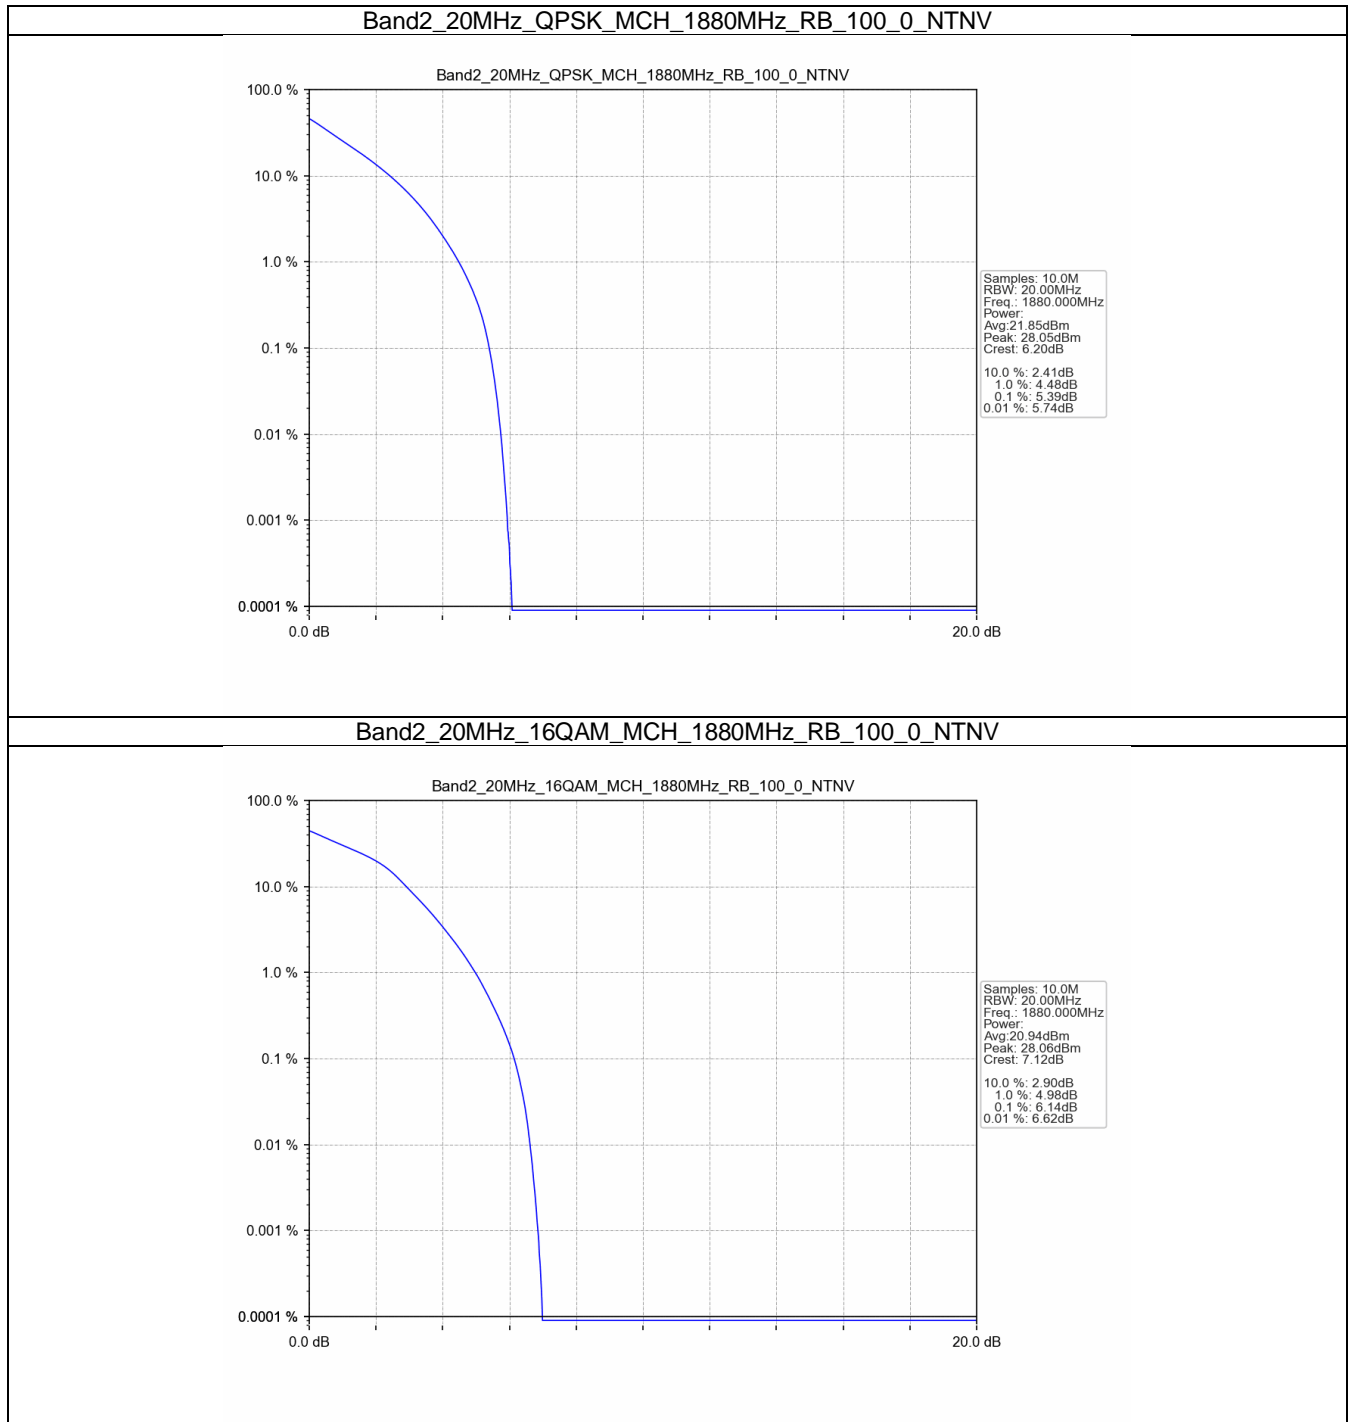 Band2_20MHz_QPSK_MCH_1880MHz_RB_100_0_NTNV
Band2_20MHz_QPSK_MCH_1880MHz_RB_100_0_NTNV
100.0 %
10.0 %
1.0 %
0.1 %
0.01 %
0.001 %
0.0001 %
0.0 dB
20.0 dB
Samples: 10.0M
RBW: 20.00MHz
Freq.: 1880.000MHz
Power:
Avg:21.85dBm
Peak: 28.05dBm
Crest: 6.20dB
10.0 %: 2.41dB
1.0 %: 4.48dB
0.1 %: 5.39dB
0.01 %: 5.74dB
Band2_20MHz_16QAM_MCH_1880MHz_RB_100_0_NTNV
Band2_20MHz_16QAM_MCH_1880MHz_RB_100_0_NTNV
100.0 %
10.0 %
1.0 %
0.1 %
0.01 %
0.001 %
0.0001 %
0.0 dB
20.0 dB
Samples: 10.0M
RBW: 20.00MHz
Freq.: 1880.000MHz
Power:
Avg:20.94dBm
Peak: 28.06dBm
Crest: 7.12dB
10.0 %: 2.90dB
1.0 %: 4.98dB
0.1 %: 6.14dB
0.01 %: 6.62dB